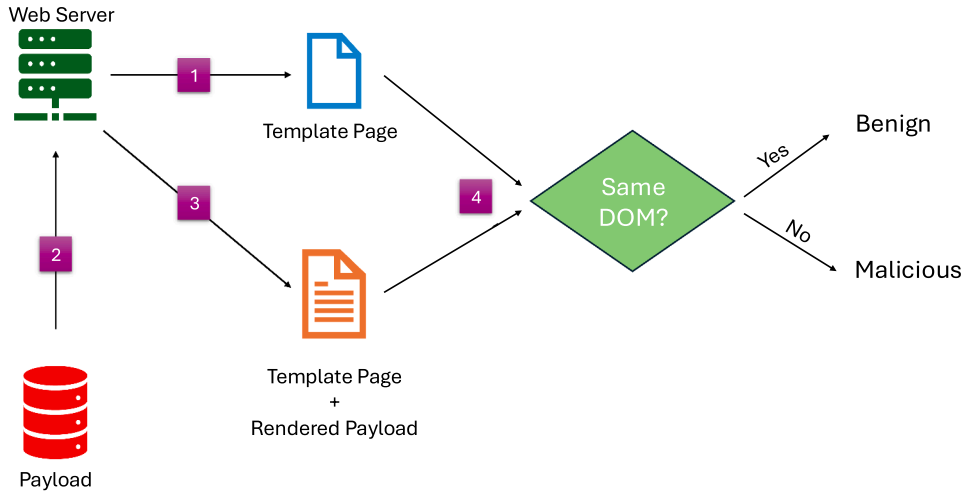 Web Server
1
Template Page
2
3
4
Same
DOM?
Yes
No
Benign
Malicious
Template Page
+
Rendered Payload
Payload